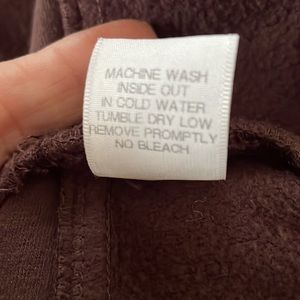 MACHINE WASH
INSIDE OUT
IN COLD WATER
TUMBLE DRY LOW
REMOVE PROMPTLY
NO BLEACH